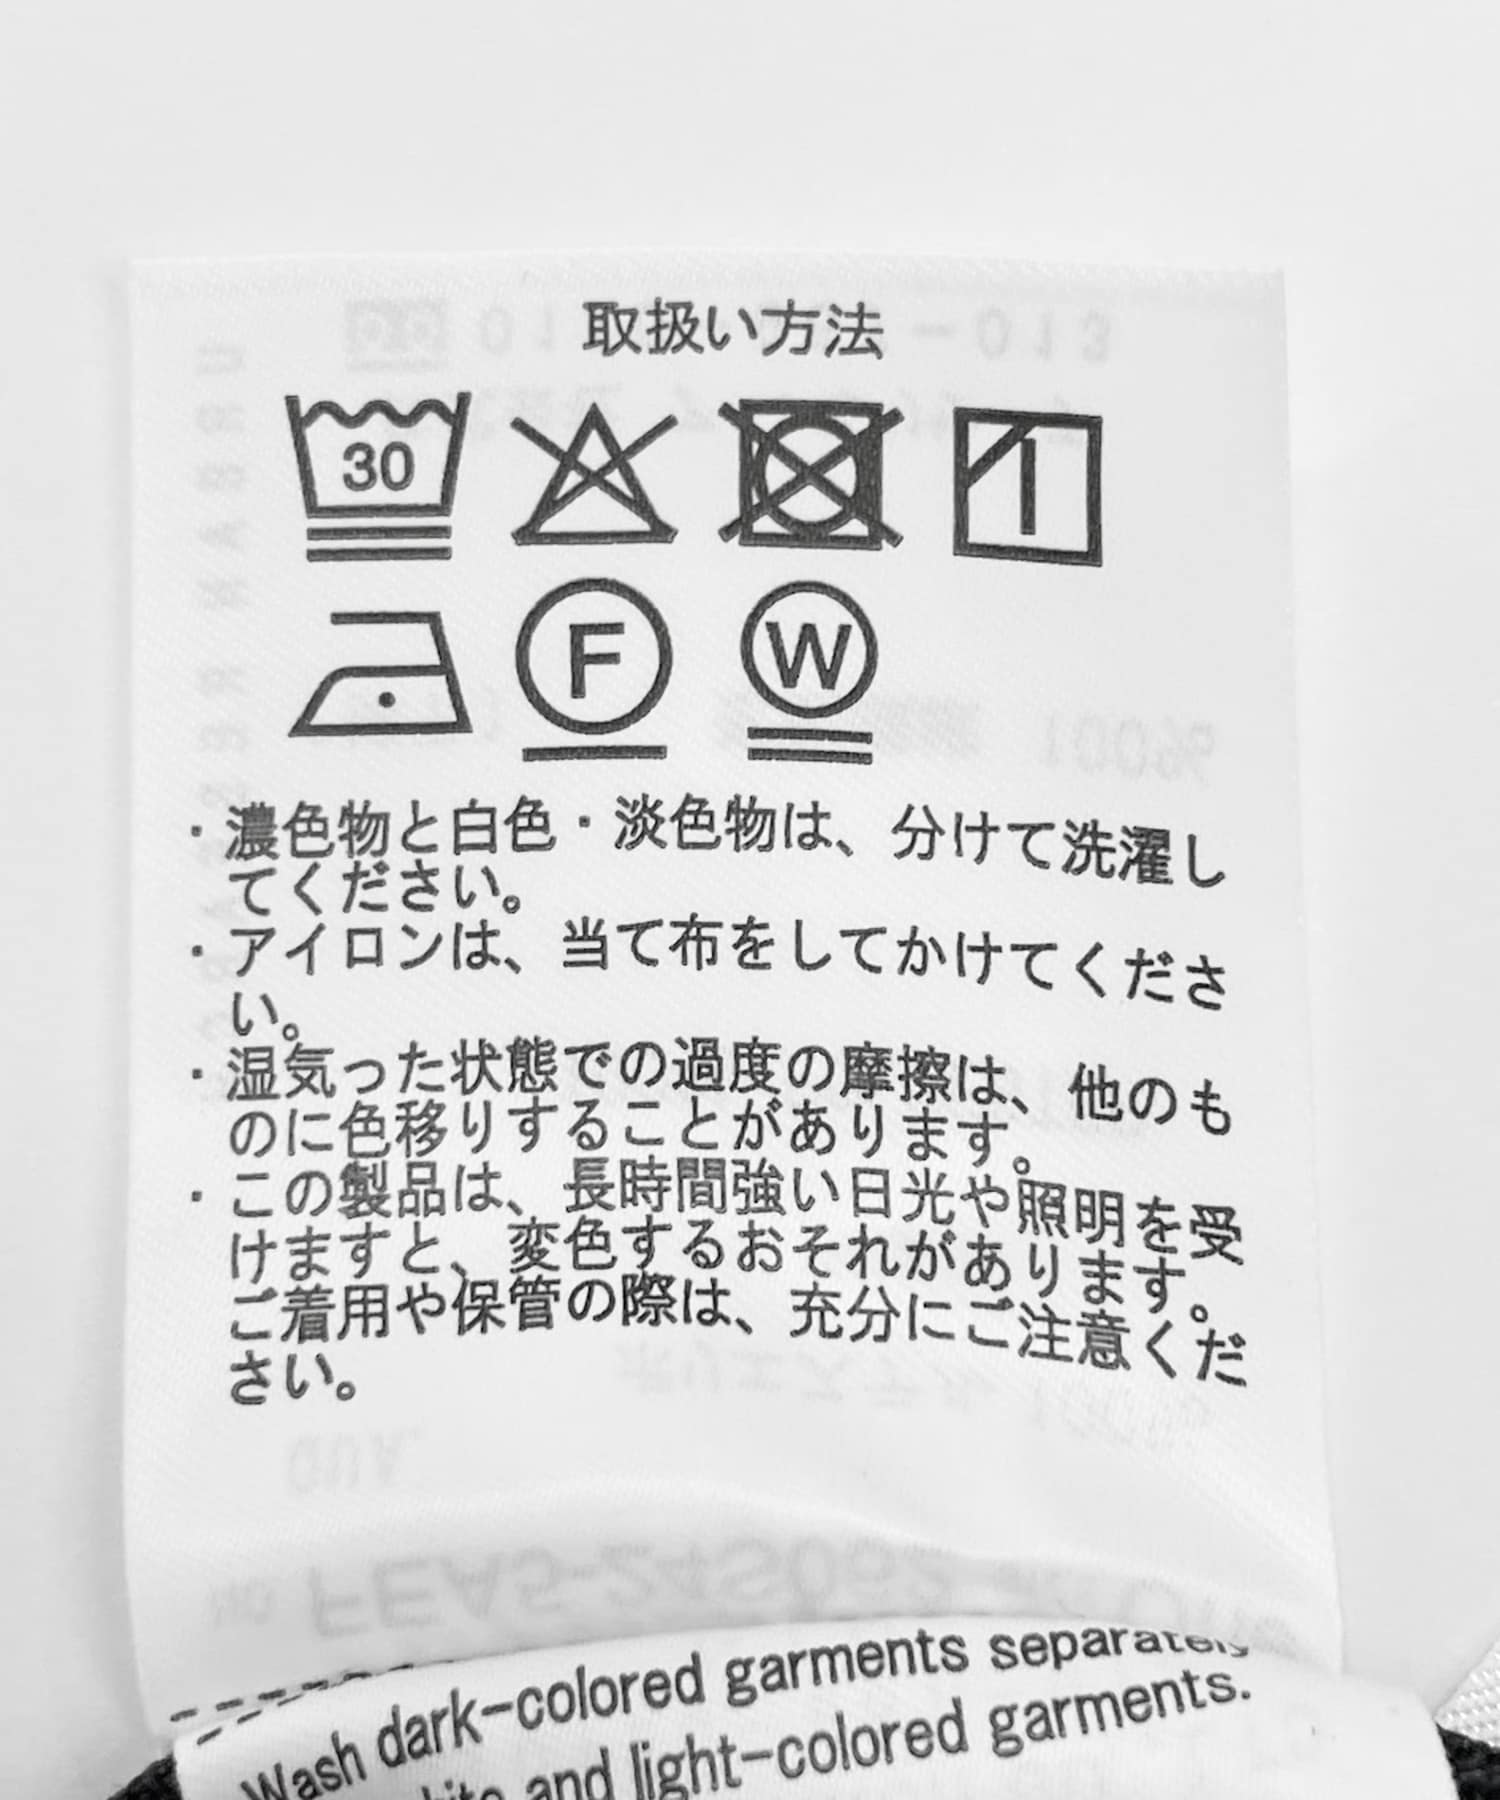 取扱い方法
30
F W
・濃色物と白色・淡色物は、分けて洗濯し
てください。
・アイロンは、当て布をしてかけてくださ
い。
・湿気った状態での過度の摩擦は、他のも
のに色移りすることがあります。
・この製品は、長時間強い日光や照明を受
けますと、変色するおそれがあります。
ご着用や保管の際は、充分にご注意くだ
さい。
Wash dark-colored garments separately
and light-colored garments.